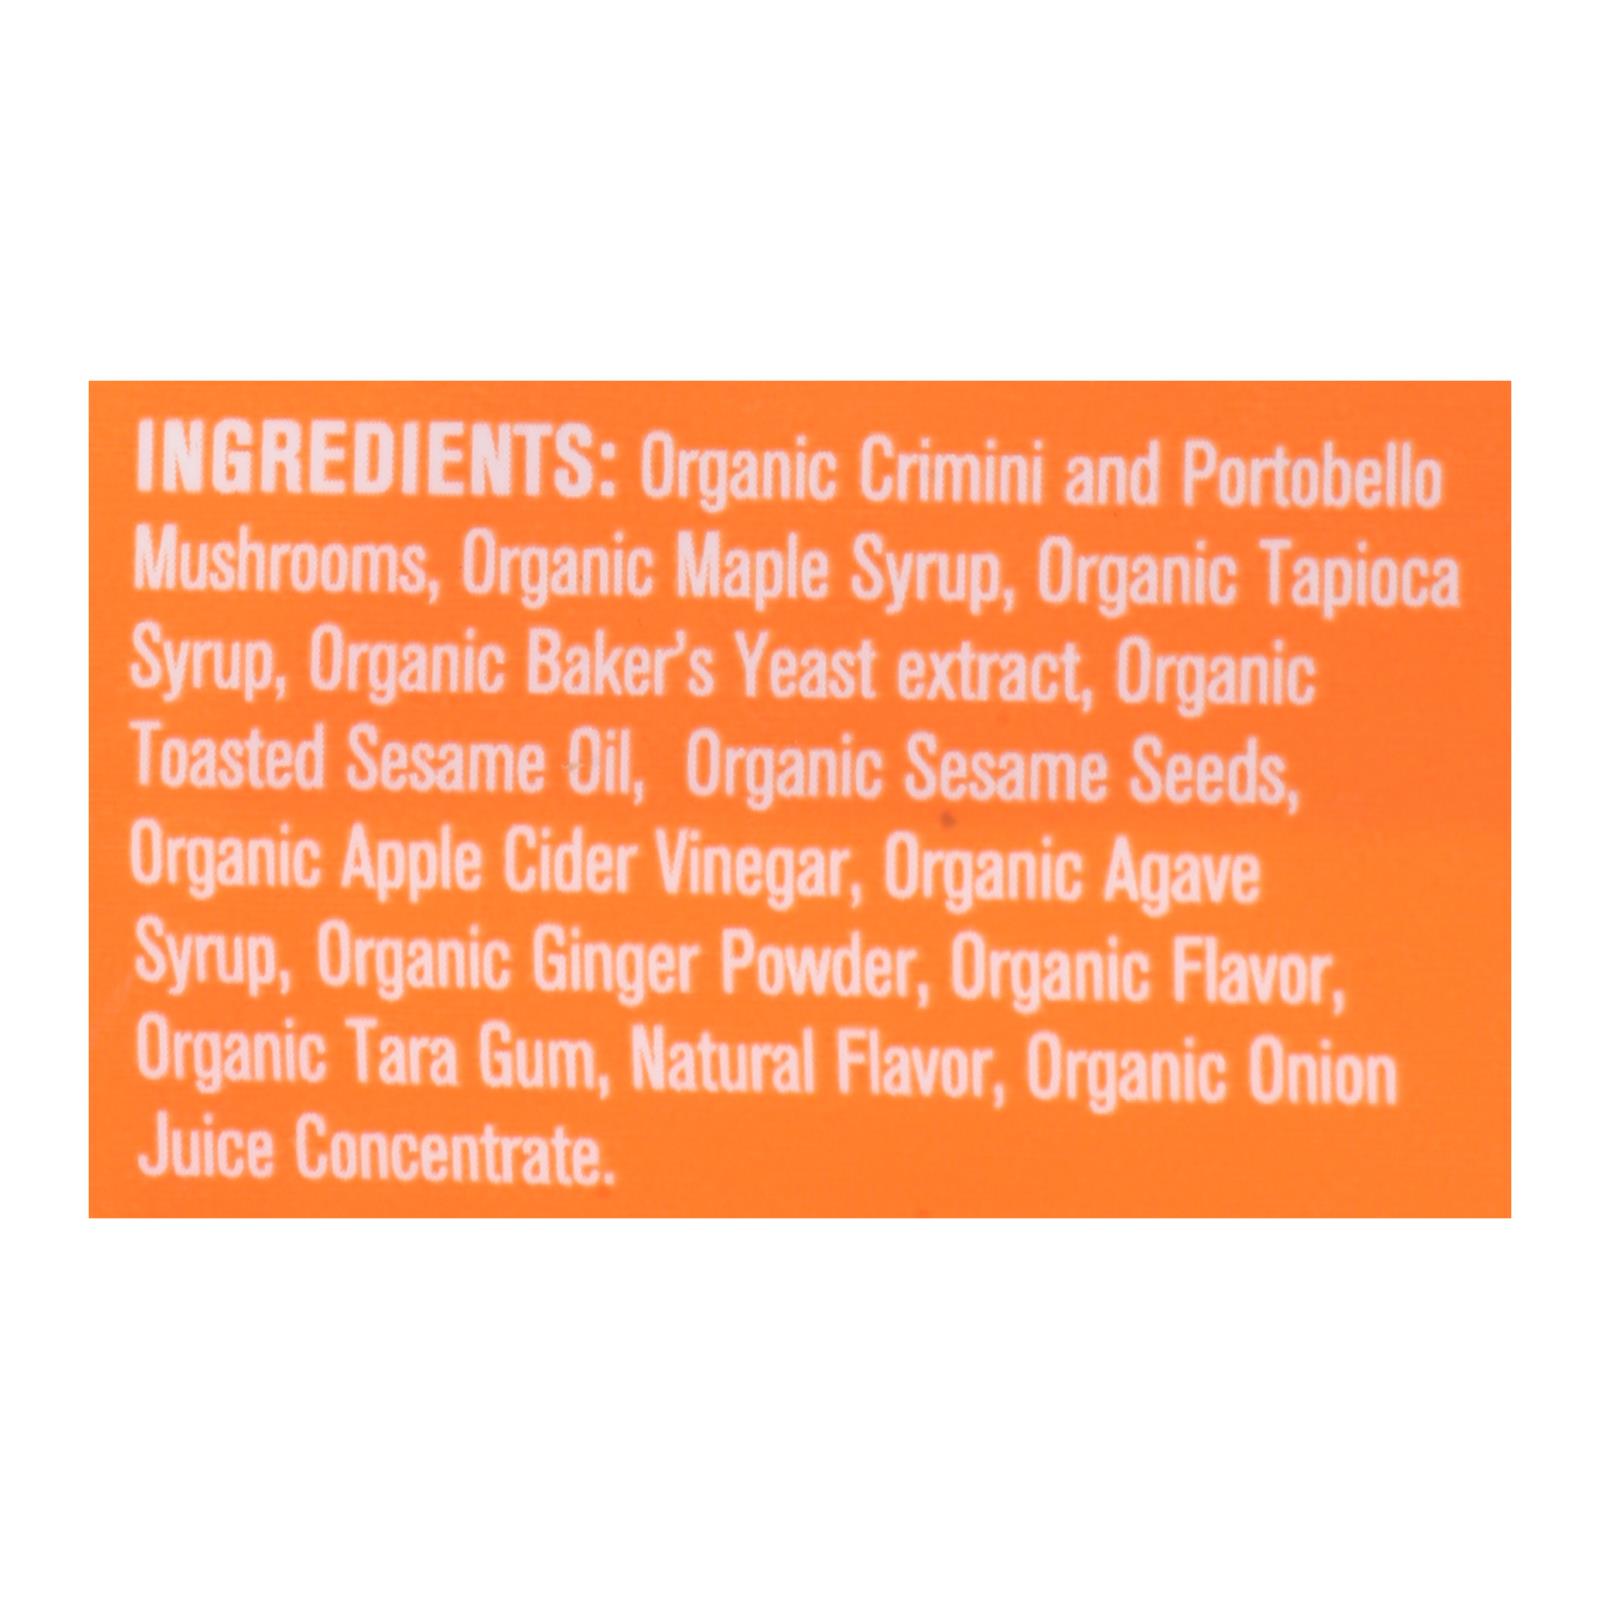 INGREDIENTS: Organic Crimini and Portobello
Mushrooms, Organic Maple Syrup, Organic Tapioca
Syrup, Organic Baker's Yeast extract, Organic
Toasted Sesame Oil,  Organic Sesame Seeds,
Organic Apple Cider Vinegar, Organic Agave
Syrup, Organic Ginger Powder, Organic Flavor,
Organic Tara Gum, Natural Flavor, Organic Onion
Juice Concentrate.